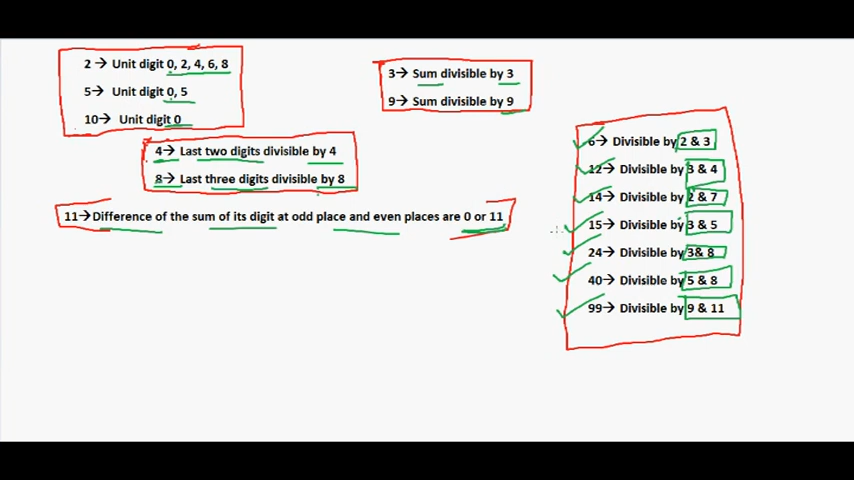 2→ Unit digit 0, 2, 4, 6, 8
5→ Unit digit 0, 5
10→ Unit digit 0
3→ Sum divisible by 3
9→ Sum divisible by 9
4→ Last two digits divisible by 4
8→ Last three digits divisible by 8
11→Difference of the sum of its digit at odd place and even places are 0 or 11
6→ Divisible by 2 & 3
12→ Divisible by 3 & 4
14→ Divisible by 2 & 7
15→ Divisible by 3 & 5
24→ Divisible by 3& 8
40→ Divisible by 5 & 8
99→ Divisible by 9 & 11